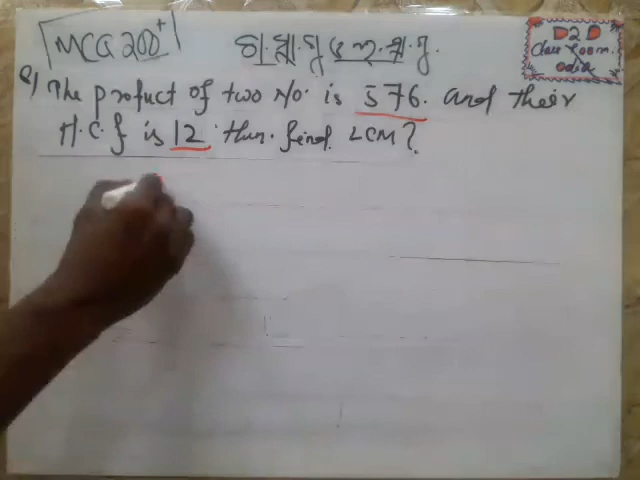 MCQ 200+
ଗ.ସା.ଗୁ ଓ ଲ.ସା.ଗୁ.
D2D
Class room.
odia
Q) The product of two No. is 576. and their
H.C.f is 12 then find LCM?